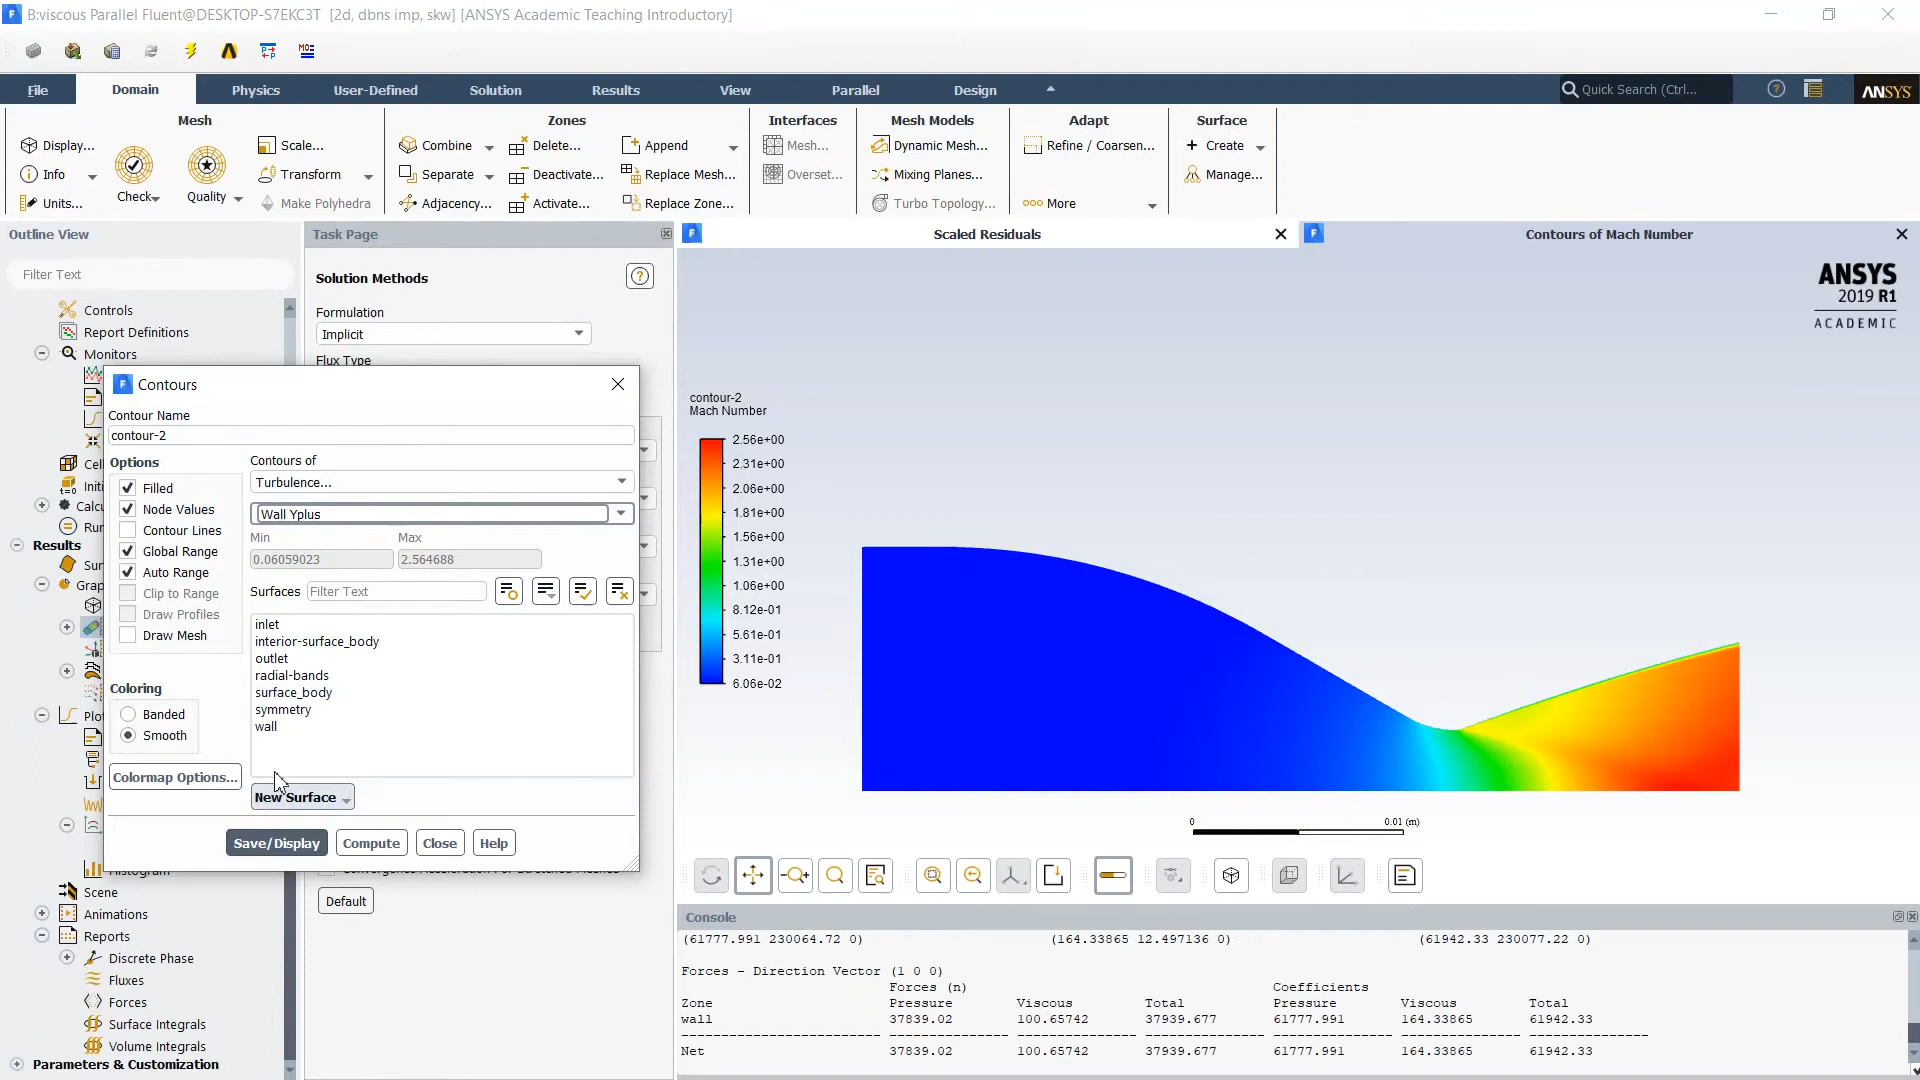 B:viscous Parallel Fluent@DESKTOP-S7EKC3T [2d, dbns imp, skw] [ANSYS Academic Teaching Introductory]
File Domain Physics User-Defined Solution Results View Parallel Design Quick Search (Ctrl... ANSYS
Mesh Zones Interfaces Mesh Models Adapt Surface
Display... Scale... Combine Delete... Append Mesh... Dynamic Mesh... Refine / Coarsen... Create
Info Check Quality Transform Separate Deactivate... Replace Mesh... Overset... Mixing Planes... Manage...
Units... Make Polyhedra Adjacency... Activate... Replace Zone... Turbo Topology... More
Outline View
Filter Text
Controls
Report Definitions
Monitors
Cel
Initi
Calcu
Run
Results
Sur
Grap
Plot
Histogram
Scene
Animations
Reports
Discrete Phase
Fluxes
Forces
Surface Integrals
Volume Integrals
Parameters & Customization
Task Page
Solution Methods
Formulation
Implicit
Flux Type
Default
Contours
Contour Name
contour-2
Options
Filled
Node Values
Contour Lines
Global Range
Auto Range
Clip to Range
Draw Profiles
Draw Mesh
Coloring
Banded
Smooth
Colormap Options...
Contours of
Turbulence...
Wall Yplus
Min Max
0.06059023 2.564688
Surfaces Filter Text
inlet
interior-surface_body
outlet
radial-bands
surface_body
symmetry
wall
New Surface
Save/Display Compute Close Help
Scaled Residuals
Contours of Mach Number
ANSYS
2019 R1
ACADEMIC
contour-2
Mach Number
2.56e+00
2.31e+00
2.06e+00
1.81e+00
1.56e+00
1.31e+00
1.06e+00
8.12e-01
5.61e-01
3.11e-01
6.06e-02
0 0.01 (m)
Console
(61777.991 230064.72 0) (164.33865 12.497136 0) (61942.33 230077.22 0)
Forces - Direction Vector (1 0 0)
Forces (n) Coefficients
Zone Pressure Viscous Total Pressure Viscous Total
wall 37839.02 100.65742 37939.677 61777.991 164.33865 61942.33
Net 37839.02 100.65742 37939.677 61777.991 164.33865 61942.33